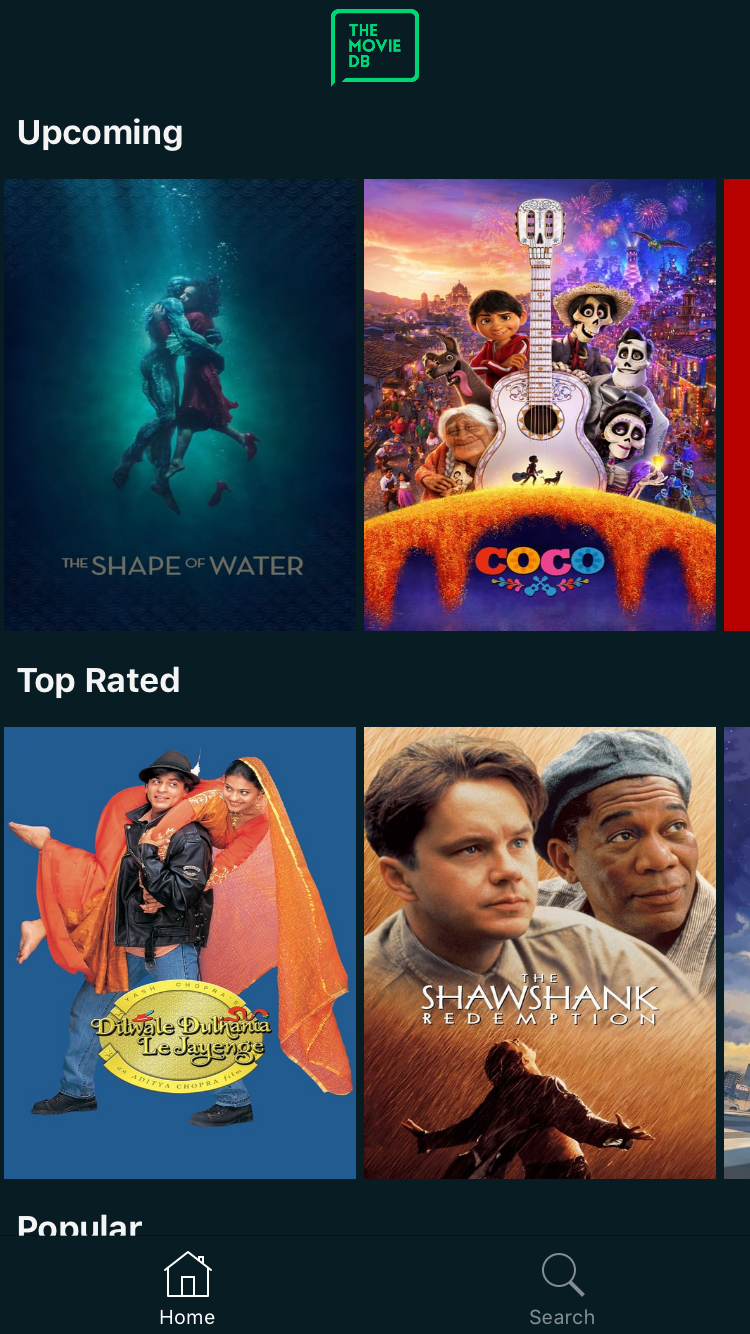 THE
MOVIE
DB
Upcoming
THE SHAPE OF WATER
COCO
Top Rated
YASH CHOPRA'S
Dilwale Dulhania
Le Jayenge
an ADITYA CHOPRA film
THE
SHAWSHANK
REDEMPTION
Popular
Home
Search